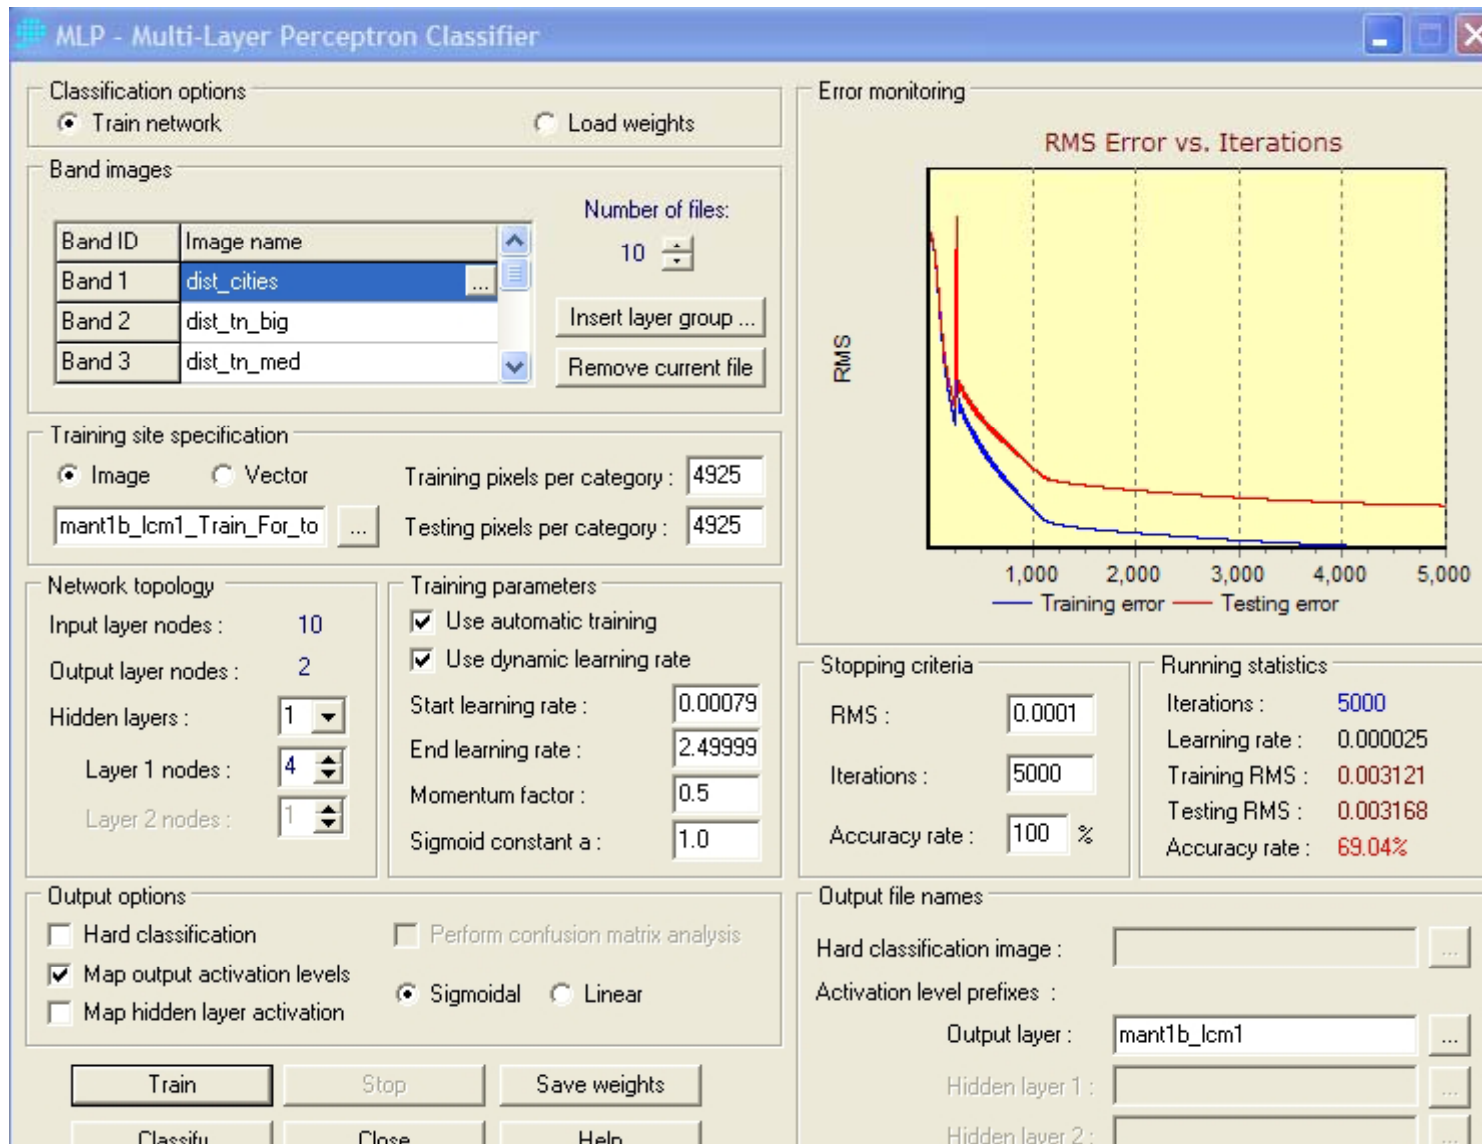 MLP - Multi-Layer Perceptron Classifier
Classification options
Train network
Load weights
Band images
Number of files:
10
Band ID Image name
Band 1 dist_cities ...
Band 2 dist_tn_big
Band 3 dist_tn_med
Insert layer group ...
Remove current file
Training site specification
Image
Vector
mant1b_lcm1_Train_For_to ...
Training pixels per category : 4925
Testing pixels per category : 4925
Network topology
Input layer nodes : 10
Output layer nodes : 2
Hidden layers : 1
Layer 1 nodes : 4
Layer 2 nodes : 1
Training parameters
Use automatic training
Use dynamic learning rate
Start learning rate : 0.00079
End learning rate : 2.49999
Momentum factor : 0.5
Sigmoid constant a : 1.0
Output options
Hard classification
Map output activation levels
Map hidden layer activation
Perform confusion matrix analysis
Sigmoidal
Linear
Train
Stop
Save weights
Classify
Close
Help
Error monitoring
RMS Error vs. Iterations
RMS
1,000 2,000 3,000 4,000 5,000
Training error Testing error
Stopping criteria
RMS : 0.0001
Iterations : 5000
Accuracy rate : 100 %
Running statistics
Iterations : 5000
Learning rate : 0.000025
Training RMS : 0.003121
Testing RMS : 0.003168
Accuracy rate : 69.04%
Output file names
Hard classification image : ...
Activation level prefixes :
Output layer : mant1b_lcm1 ...
Hidden layer 1 : ...
Hidden layer 2 : ...